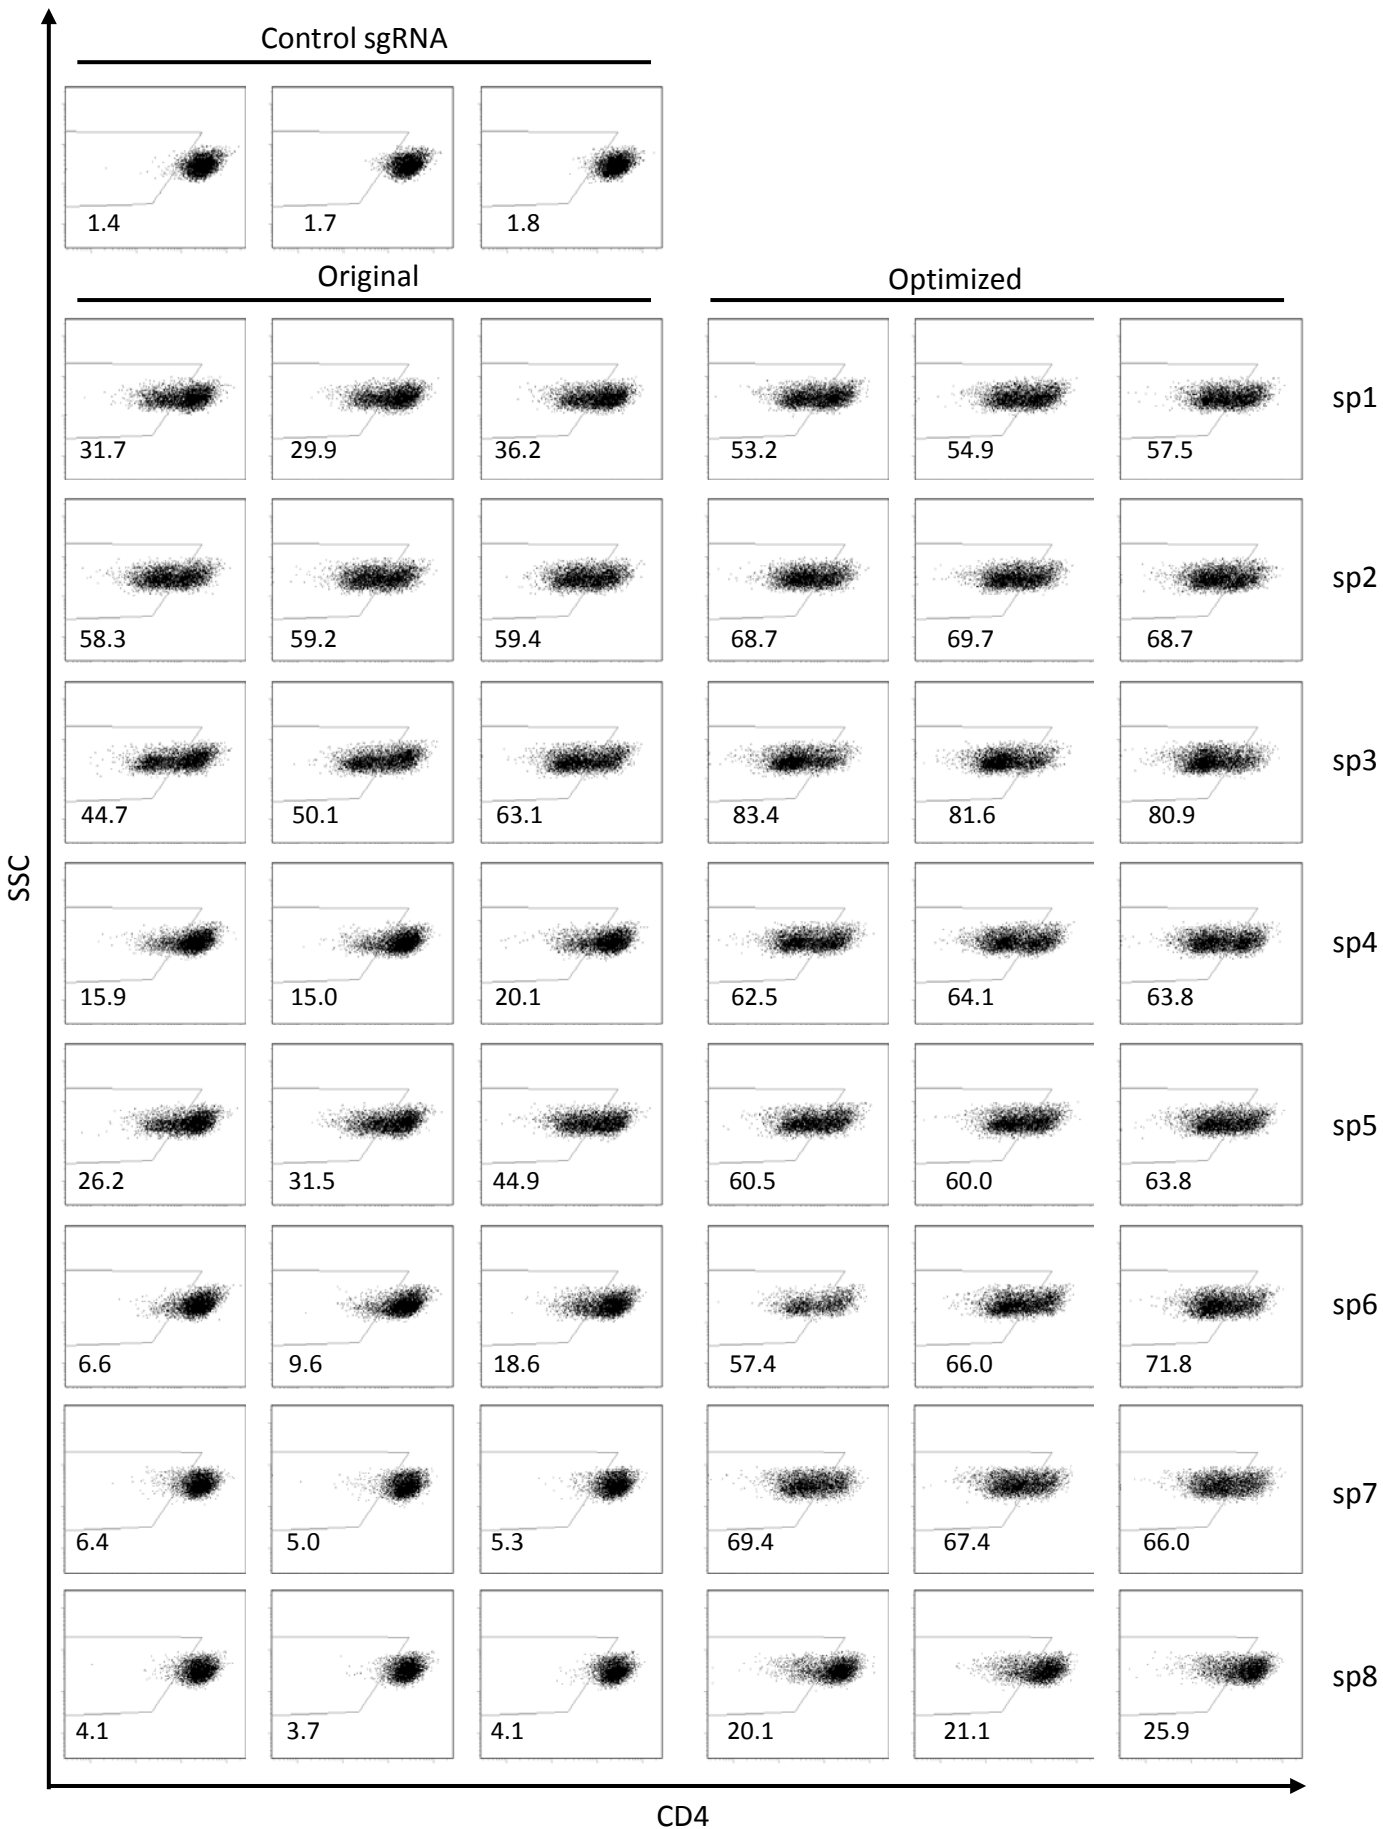 Control sgRNA
1.4 1.7 1.8
Original Optimized
31.7 29.9 36.2 53.2 54.9 57.5 sp1
58.3 59.2 59.4 68.7 69.7 68.7 sp2
44.7 50.1 63.1 83.4 81.6 80.9 sp3
SSC
15.9 15.0 20.1 62.5 64.1 63.8 sp4
26.2 31.5 44.9 60.5 60.0 63.8 sp5
6.6 9.6 18.6 57.4 66.0 71.8 sp6
6.4 5.0 5.3 69.4 67.4 66.0 sp7
4.1 3.7 4.1 20.1 21.1 25.9 sp8
CD4